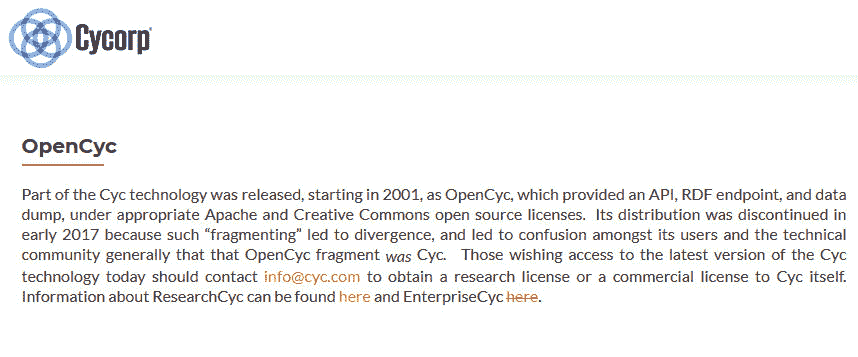 Cycorp
OpenCyc
Part of the Cyc technology was released, starting in 2001, as OpenCyc, which provided an API, RDF endpoint, and data
dump, under appropriate Apache and Creative Commons open source licenses. Its distribution was discontinued in
early 2017 because such “fragmenting” led to divergence, and led to confusion amongst its users and the technical
community generally that that OpenCyc fragment was Cyc. Those wishing access to the latest version of the Cyc
technology today should contact info@cyc.com to obtain a research license or a commercial license to Cyc itself.
Information about ResearchCyc can be found here and EnterpriseCyc here.